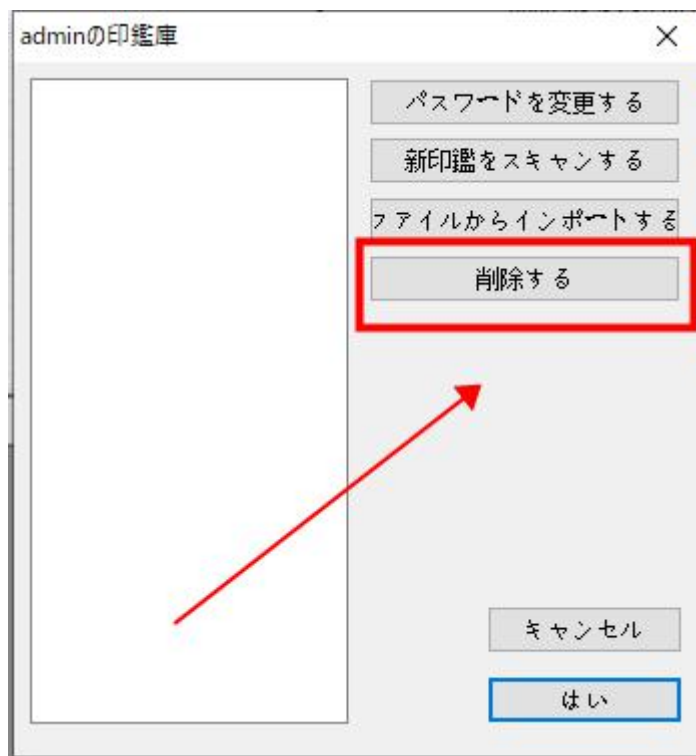 adminの印鑑庫
パスワードを変更する
新印鑑をスキャンする
ファイルからインポートする
削除する
キャンセル
はい